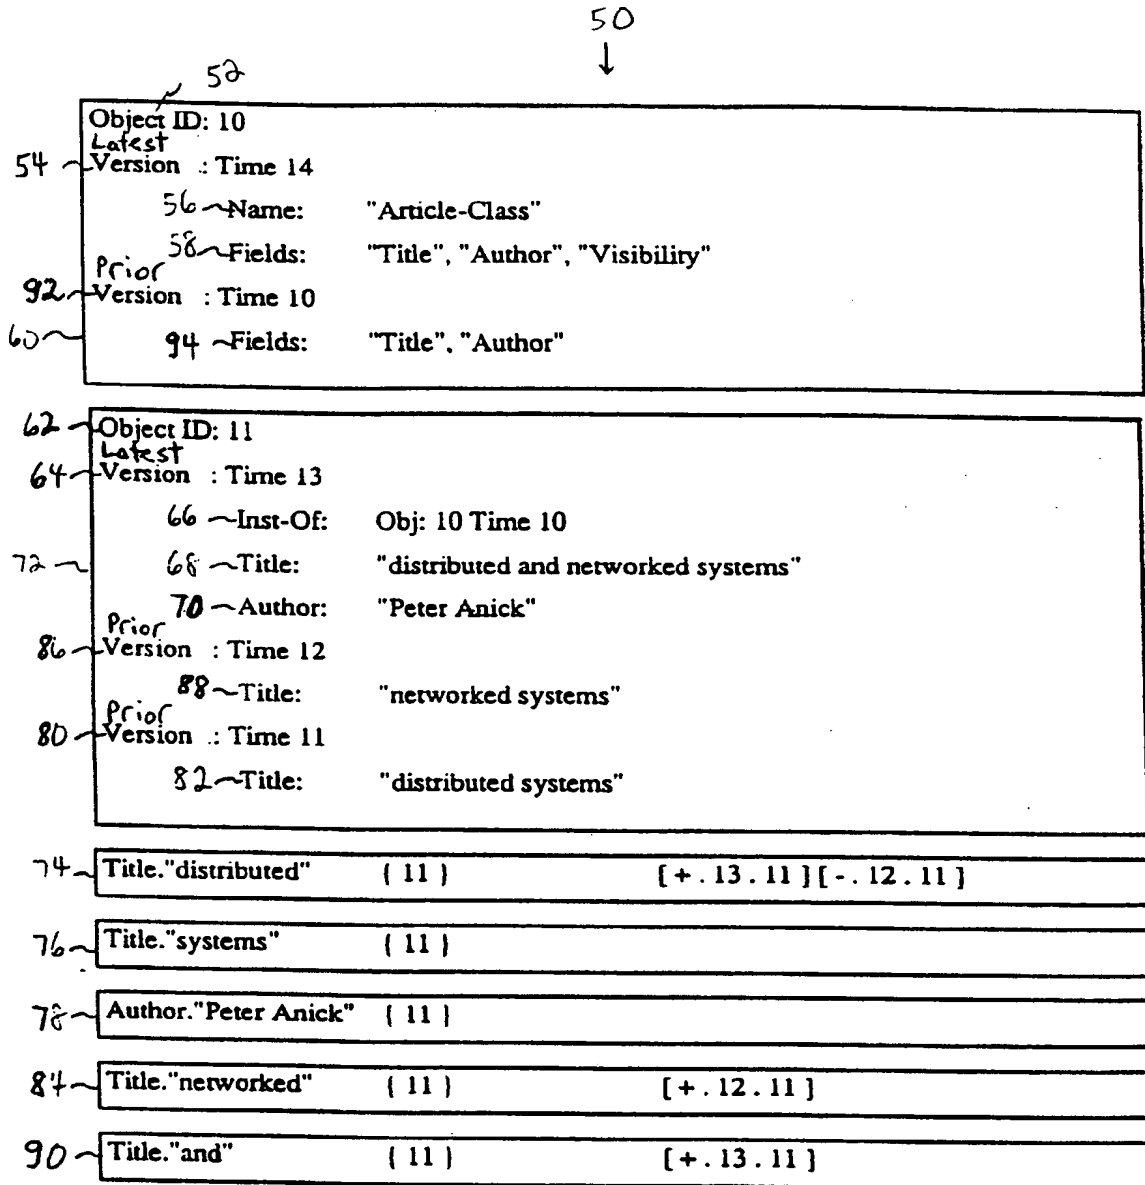 50
52
Object ID: 10
Latest
54 Version .: Time 14
56 Name: "Article-Class"
58 Fields: "Title", "Author", "Visibility"
Prior
92 Version : Time 10
60 94 Fields: "Title", "Author"
62 Object ID: 11
Latest
64 Version : Time 13
66 Inst-Of: Obj: 10 Time 10
72 68 Title: "distributed and networked systems"
70 Author: "Peter Anick"
Prior
86 Version : Time 12
88 Title: "networked systems"
Prior
80 Version .: Time 11
82 Title: "distributed systems"
74 Title."distributed" { 11 } [ + . 13 . 11 ] [ - . 12 . 11 ]
76 Title."systems" { 11 }
78 Author."Peter Anick" { 11 }
84 Title."networked" { 11 } [ + . 12 . 11 ]
90 Title."and" { 11 } [ + . 13 . 11 ]